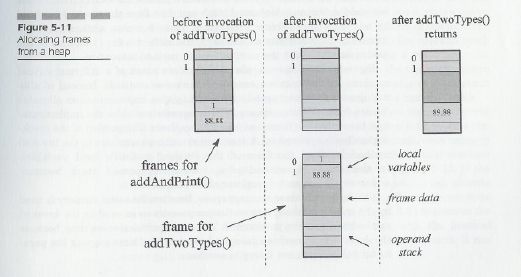 Figure 5-11
Allocating frames
from a heap
before invocation
of addTwoTypes()
after invocation
of addTwoTypes()
after addTwoTypes()
returns
0
1
1
88.88
0
1
89.88
frames for
addAndPrint()
0
1
1
88.88
local
variables
frame data
frame for
addTwoTypes()
operand
stack